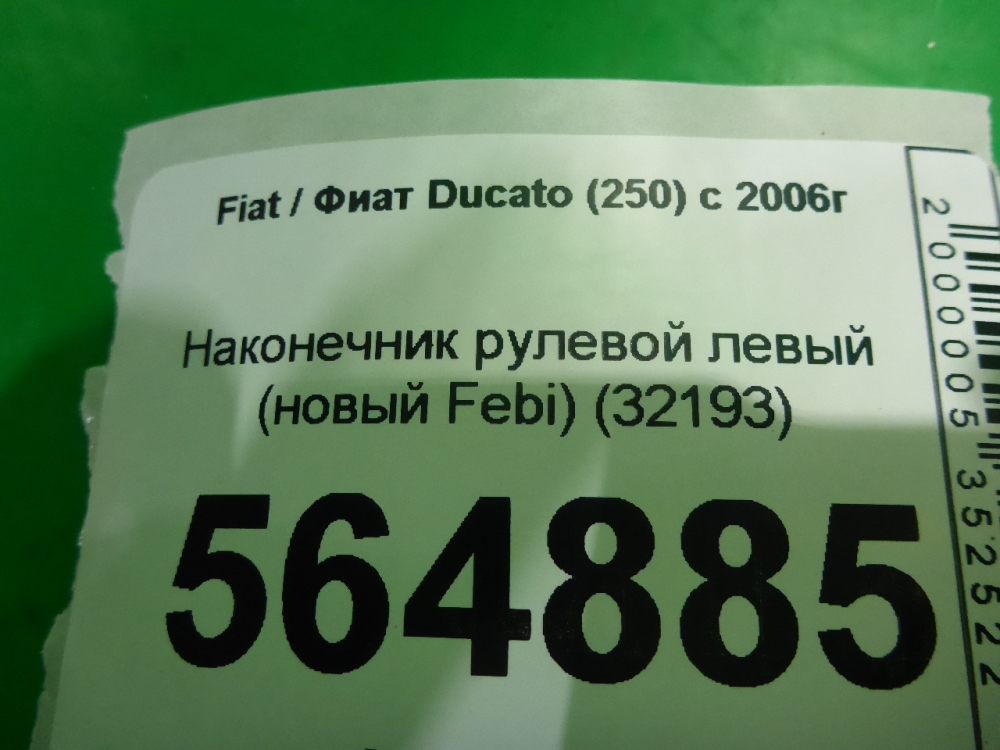 Fiat / Фиат Ducato (250) с 2006г
Наконечник рулевой левый
(новый Febi) (32193)
564885
2000005352522